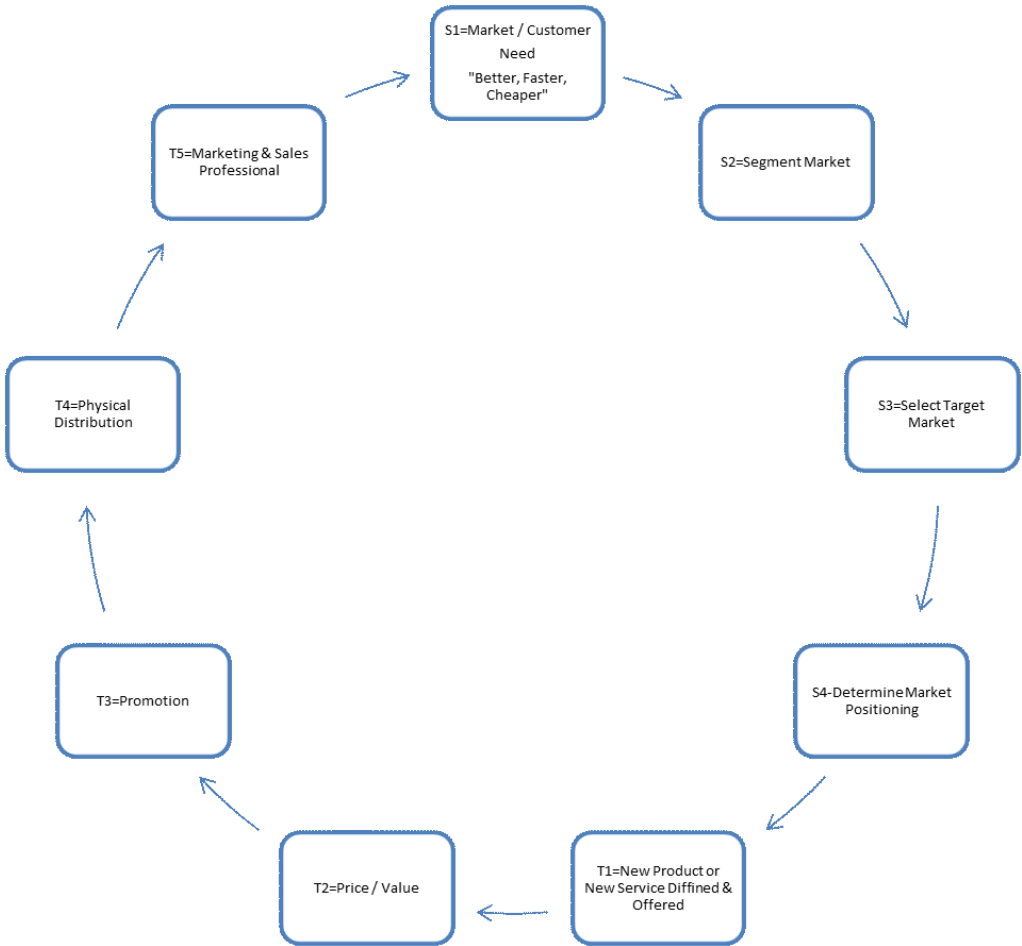 S1=Market / Customer
Need
"Better, Faster,
Cheaper"
S2=Segment Market
S3=Select Target
Market
S4-Determine Market
Positioning
T1=New Product or
New Service Diffined &
Offered
T2=Price / Value
T3=Promotion
T4=Physical
Distribution
T5=Marketing & Sales
Professional